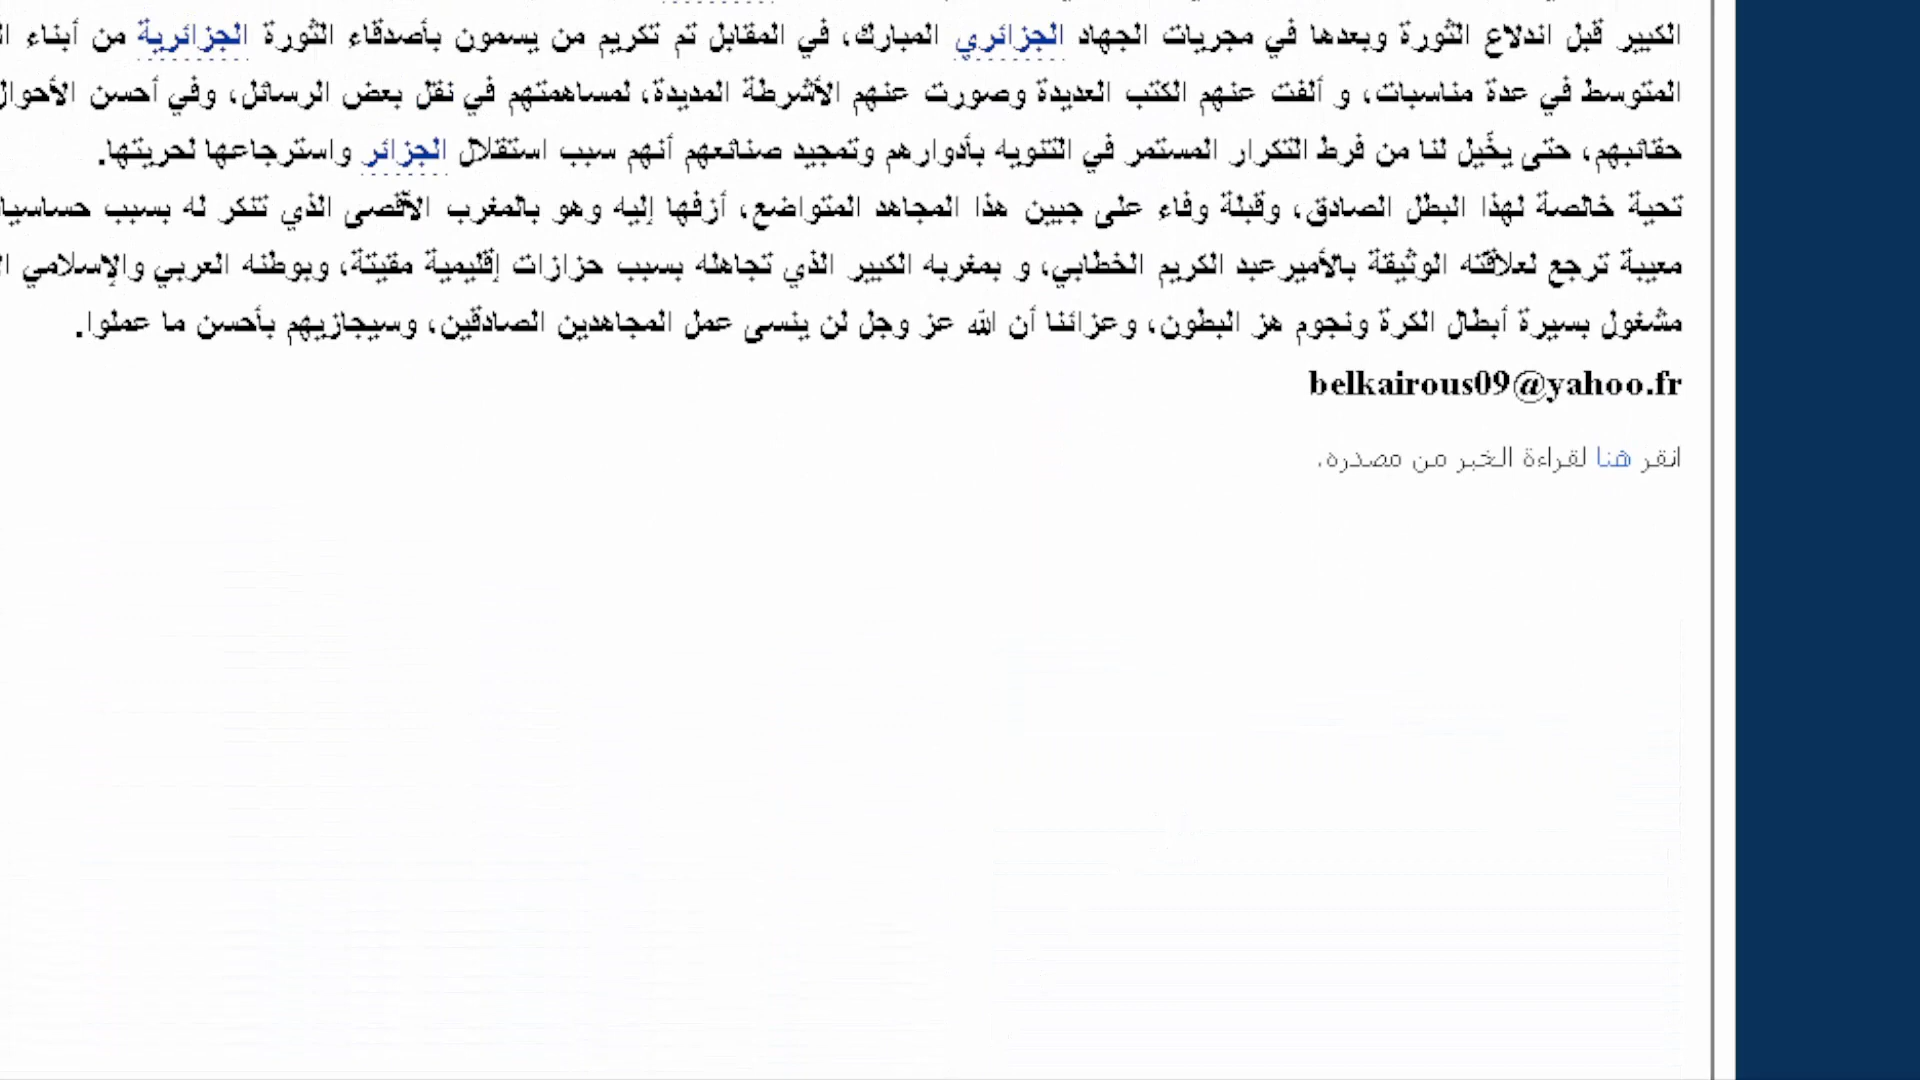 الكبير قبل اندلاع الثورة وبعدها في مجريات الجهاد الجزائري المبارك، في المقابل تم تكريم من يسمون بأصدقاء الثورة الجزائرية من أبناء
المتوسط في عدة مناسبات، و ألفت عنهم الكتب العديدة وصورت عنهم الأشرطة المديدة، لمساهمتهم في نقل بعض الرسائل، وفي أحسن الأحوال
حقائبهم، حتى يخّيل لنا من فرط التكرار المستمر في التنويه بأدوارهم وتمجيد صنائعهم أنهم سبب استقلال الجزائر واسترجاعها لحريتها.
تحية خالصة لهذا البطل الصادق، وقبلة وفاء على جبين هذا المجاهد المتواضع، أزفها إليه وهو بالمغرب الأقصى الذي تنكر له بسبب
معيبة ترجع لعلاقته الوثيقة بالأميرعبد الكريم الخطابي، و بمغربه الكبير الذي تجاهله بسبب حزازات إقليمية مقيتة، وبوطنه العربي والإسلامي
مشغول بسيرة أبطال الكرة ونجوم هز البطون، وعزائنا أن الله عز وجل لن ينسى عمل المجاهدين الصادقين، وسيجازيهم بأحسن ما عملوا.
belkairous09@yahoo.fr
انقر هنا لقراءة الخبر من مصدره.